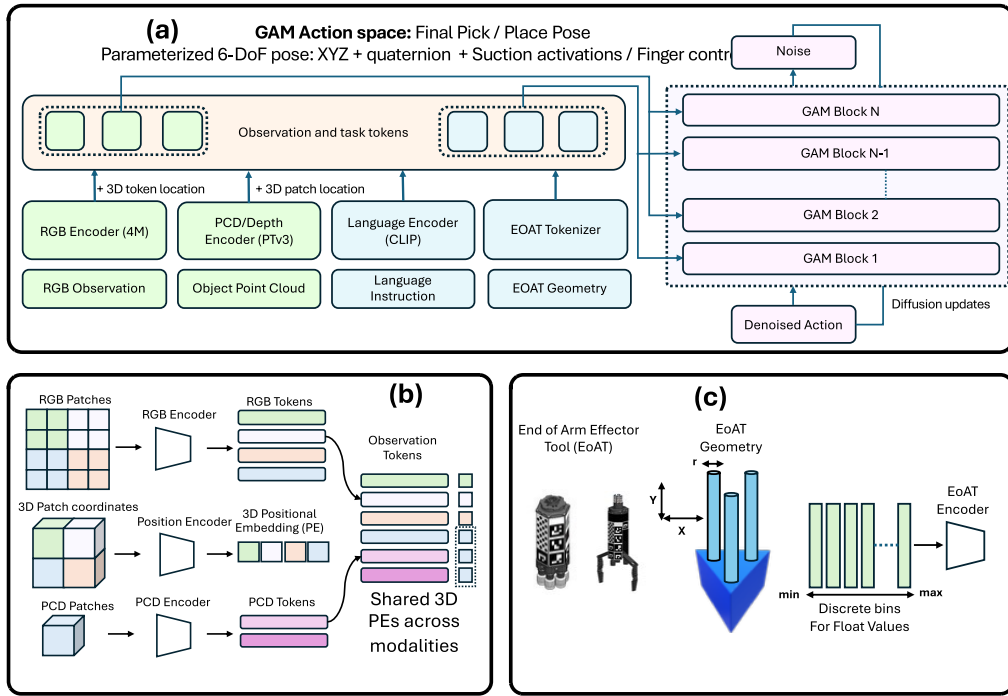 (a)
GAM Action space: Final Pick / Place Pose
Parameterized 6-DoF pose: XYZ + quaternion + Suction activations / Finger contr
Noise
GAM Block N
GAM Block N-1
GAM Block 2
GAM Block 1
Denoised Action
Diffusion updates
Observation and task tokens
+ 3D token location
+ 3D patch location
RGB Encoder (4M)
PCD/Depth
Encoder (PTv3)
Language Encoder
(CLIP)
EOAT Tokenizer
RGB Observation
Object Point Cloud
Language
Instruction
EOAT Geometry
(b)
RGB Patches
RGB Encoder
RGB Tokens
Observation
Tokens
3D Patch coordinates
Position Encoder
3D Positional
Embedding (PE)
PCD Patches
PCD Encoder
PCD Tokens
Shared 3D
PEs across
modalities
(c)
End of Arm Effector
Tool (EoAT)
EoAT
Geometry
r
Y
X
EoAT
Encoder
min
max
Discrete bins
For Float Values